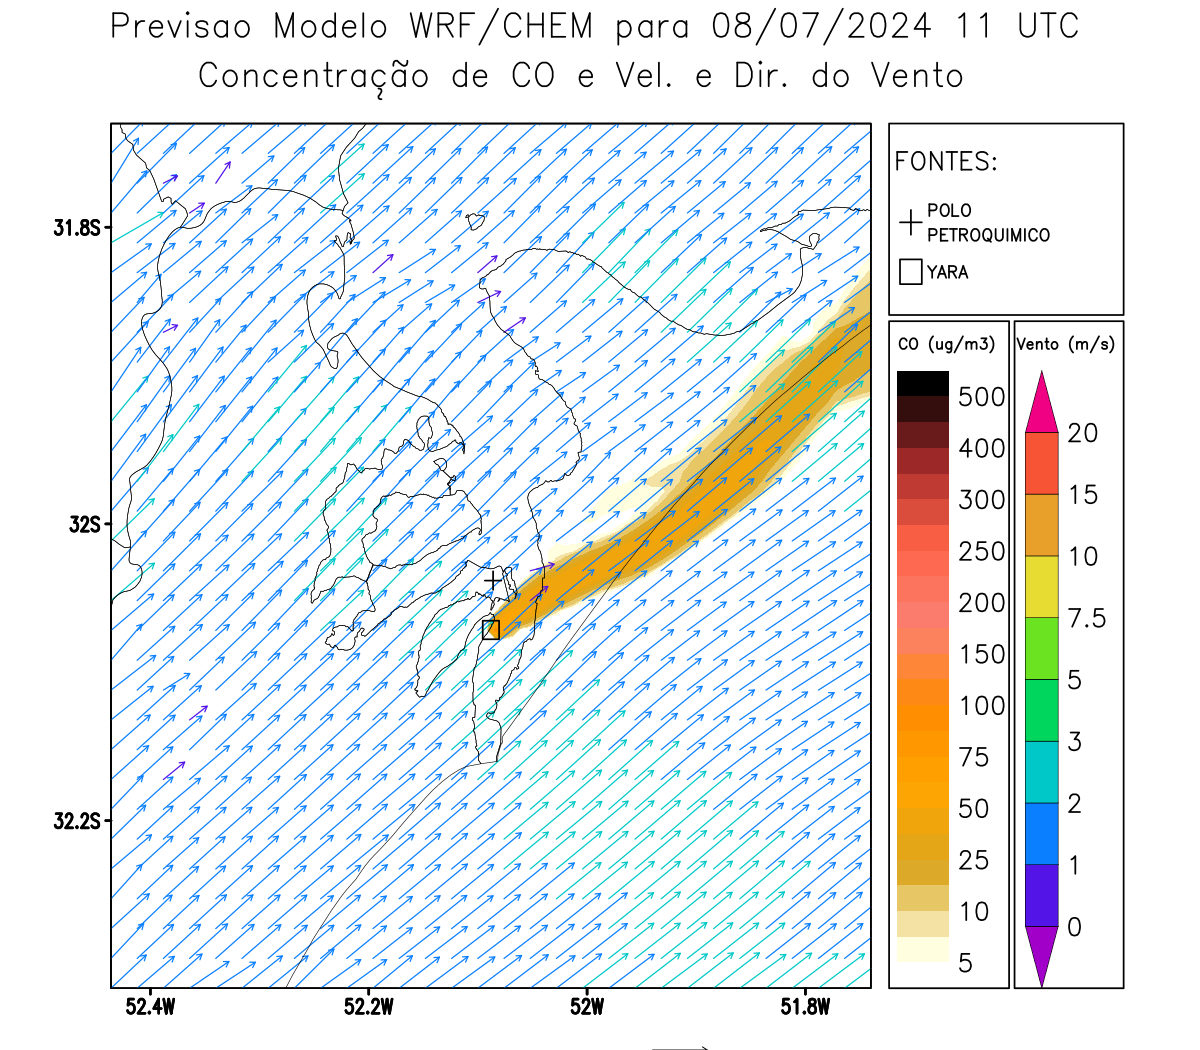 Previsao Modelo WRF/CHEM para 08/07/2024 11 UTC
Concentração de CO e Vel. e Dir. do Vento
FONTES:
POLO
PETROQUIMICO
YARA
CO (ug/m3)
500
400
300
250
200
150
100
75
50
25
10
5
Vento (m/s)
20
15
10
7.5
5
3
2
1
0
31.8S
32S
32.2S
52.4W
52.2W
52W
51.8W